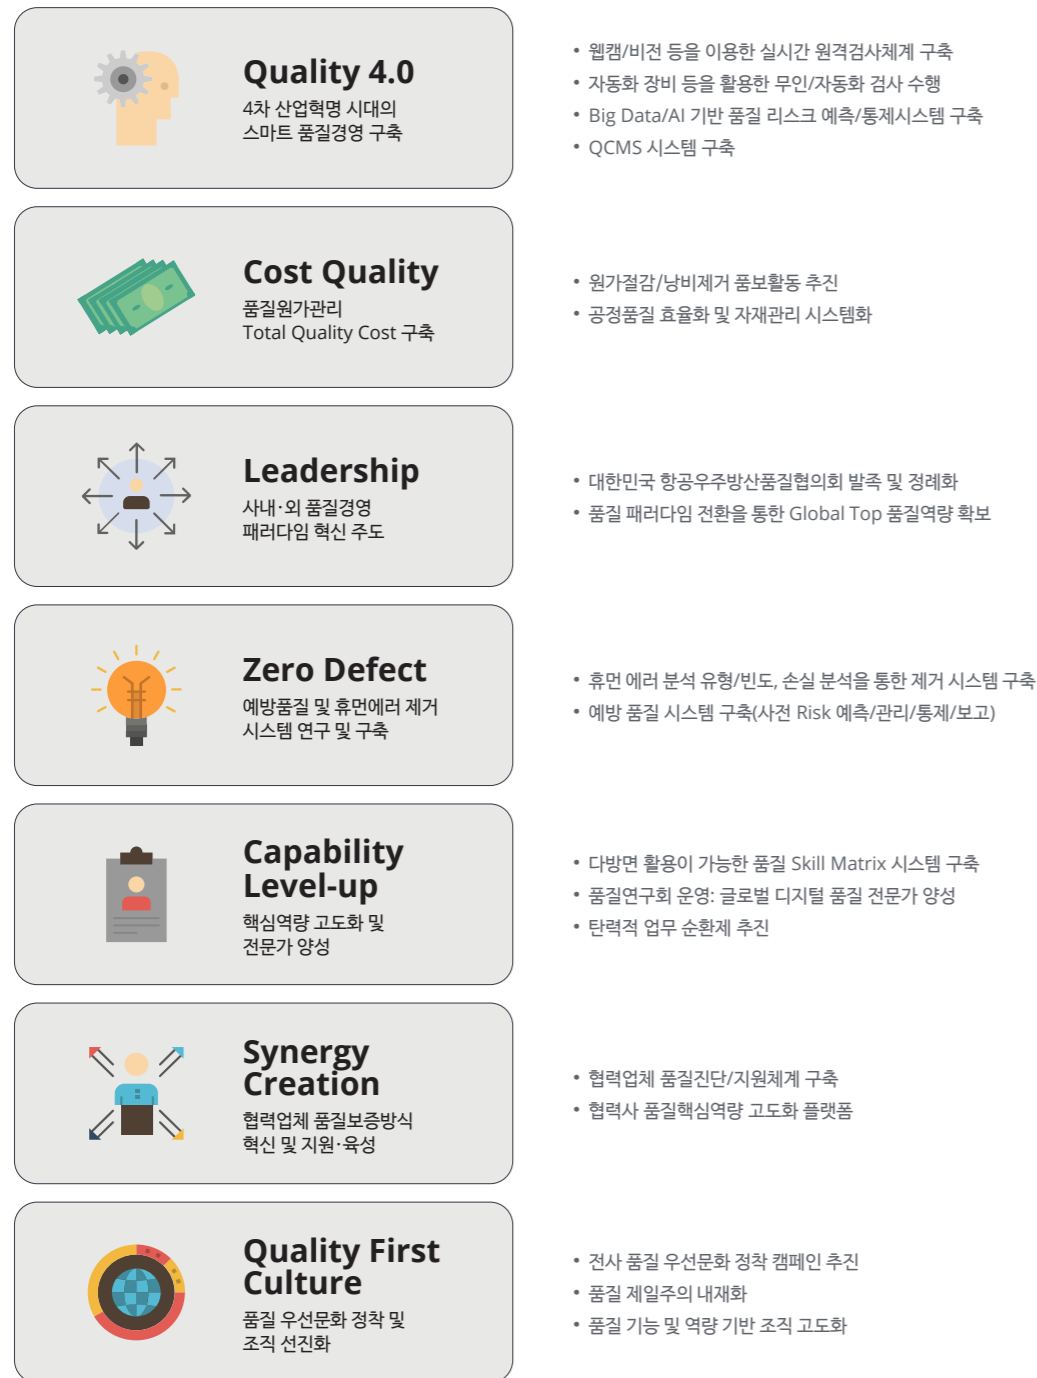 Quality 4.0
4차 산업혁명 시대의
스마트 품질경영 구축
• 웹캠/비전 등을 이용한 실시간 원격검사체계 구축
• 자동화 장비 등을 활용한 무인/자동화 검사 수행
• Big Data/AI 기반 품질 리스크 예측/통제시스템 구축
• QCMS 시스템 구축
Cost Quality
품질원가관리
Total Quality Cost 구축
• 원가절감/낭비제거 품보활동 추진
• 공정품질 효율화 및 자재관리 시스템화
Leadership
사내·외 품질경영
패러다임 혁신 주도
• 대한민국 항공우주방산품질협의회 발족 및 정례화
• 품질 패러다임 전환을 통한 Global Top 품질역량 확보
Zero Defect
예방품질 및 휴먼에러 제거
시스템 연구 및 구축
• 휴먼 에러 분석 유형/빈도, 손실 분석을 통한 제거 시스템 구축
• 예방 품질 시스템 구축(사전 Risk 예측/관리/통제/보고)
Capability
Level-up
핵심역량 고도화 및
전문가 양성
• 다방면 활용이 가능한 품질 Skill Matrix 시스템 구축
• 품질연구회 운영: 글로벌 디지털 품질 전문가 양성
• 탄력적 업무 순환제 추진
Synergy
Creation
협력업체 품질보증방식
혁신 및 지원·육성
• 협력업체 품질진단/지원체계 구축
• 협력사 품질핵심역량 고도화 플랫폼
Quality First
Culture
품질 우선문화 정착 및
조직 선진화
• 전사 품질 우선문화 정착 캠페인 추진
• 품질 제일주의 내재화
• 품질 기능 및 역량 기반 조직 고도화